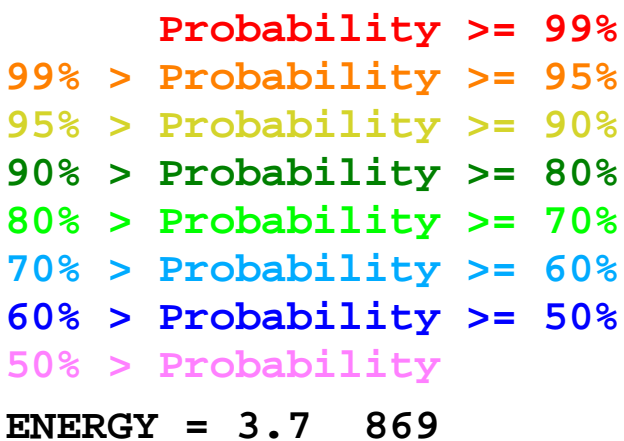 Probability >= 99%
99% > Probability >= 95%
95% > Probability >= 90%
90% > Probability >= 80%
80% > Probability >= 70%
70% > Probability >= 60%
60% > Probability >= 50%
50% > Probability
ENERGY = 3.7  869